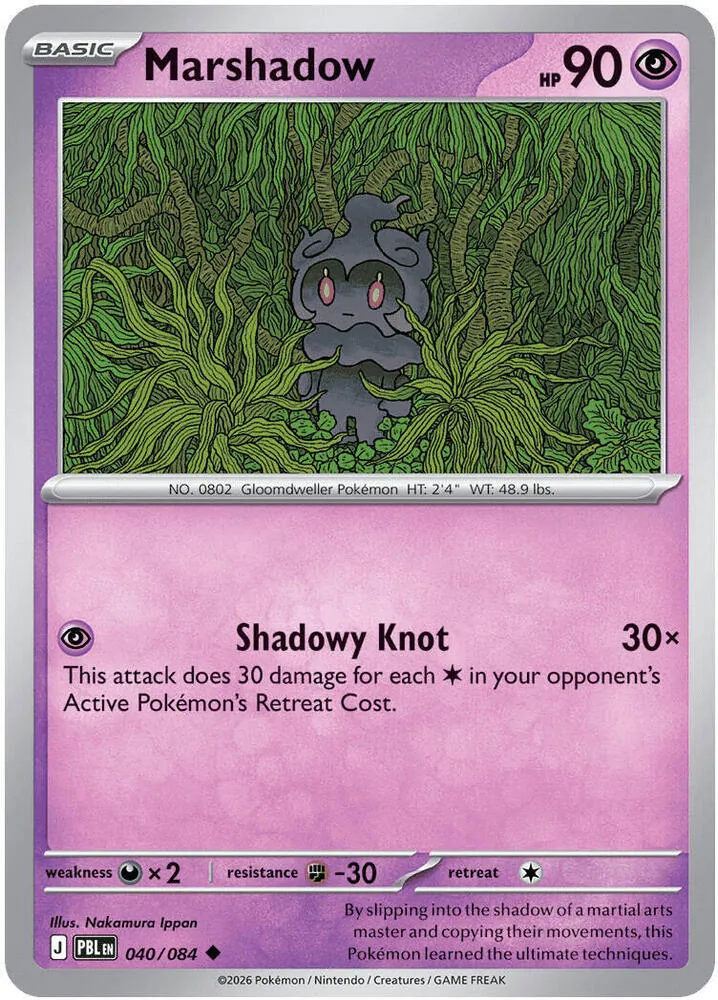 BASIC Marshadow HP 90
NO. 0802 Gloomdweller Pokémon HT: 2'4" WT: 48.9 lbs.
Shadowy Knot 30×
This attack does 30 damage for each in your opponent's
Active Pokémon's Retreat Cost.
weakness ×2 resistance -30 retreat
Illus. Nakamura Ippan
J PBL EN 040/084
By slipping into the shadow of a martial arts
master and copying their movements, this
Pokémon learned the ultimate techniques.
©2026 Pokémon / Nintendo / Creatures / GAME FREAK